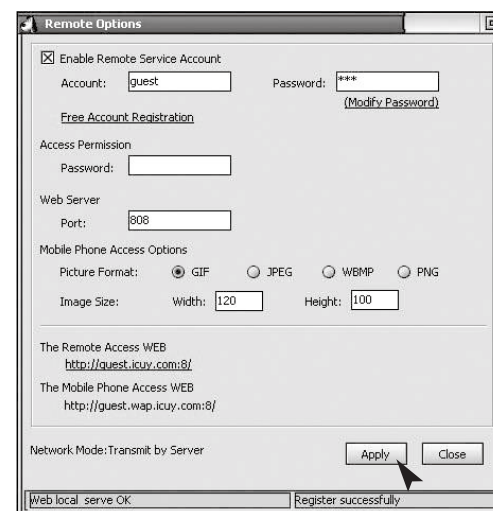 Remote Options
Enable Remote Service Account
Account: guest Password: ***
(Modify Password)
Free Account Registration
Access Permission
Password:
Web Server
Port: 808
Mobile Phone Access Options
Picture Format: GIF JPEG WBMP PNG
Image Size: Width: 120 Height: 100
The Remote Access WEB
http://guest.icuy.com:8/
The Mobile Phone Access WEB
http://guest.wap.icuy.com:8/
Network Mode:Transmit by Server Apply Close
Web local serve OK Register successfully